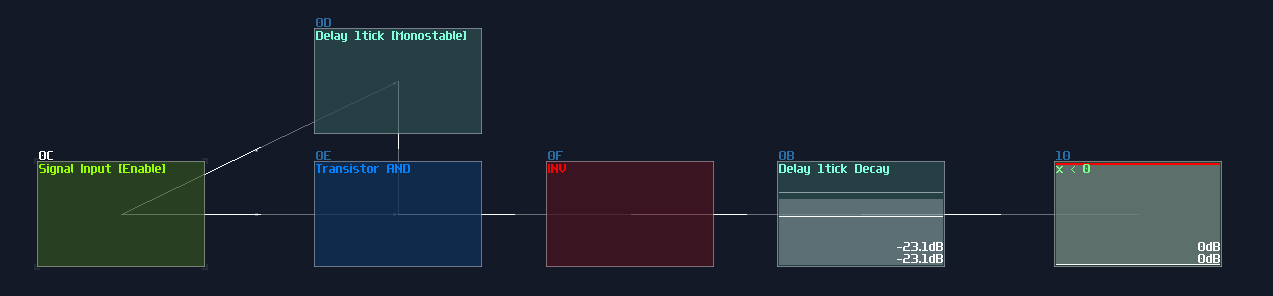 0D
Delay 1tick [Monostable]
0C
Signal Input [Enable]
0E
Transistor AND
0F
INV
0B
Delay 1tick Decay
-23.1dB
-23.1dB
10
x < 0
0dB
0dB